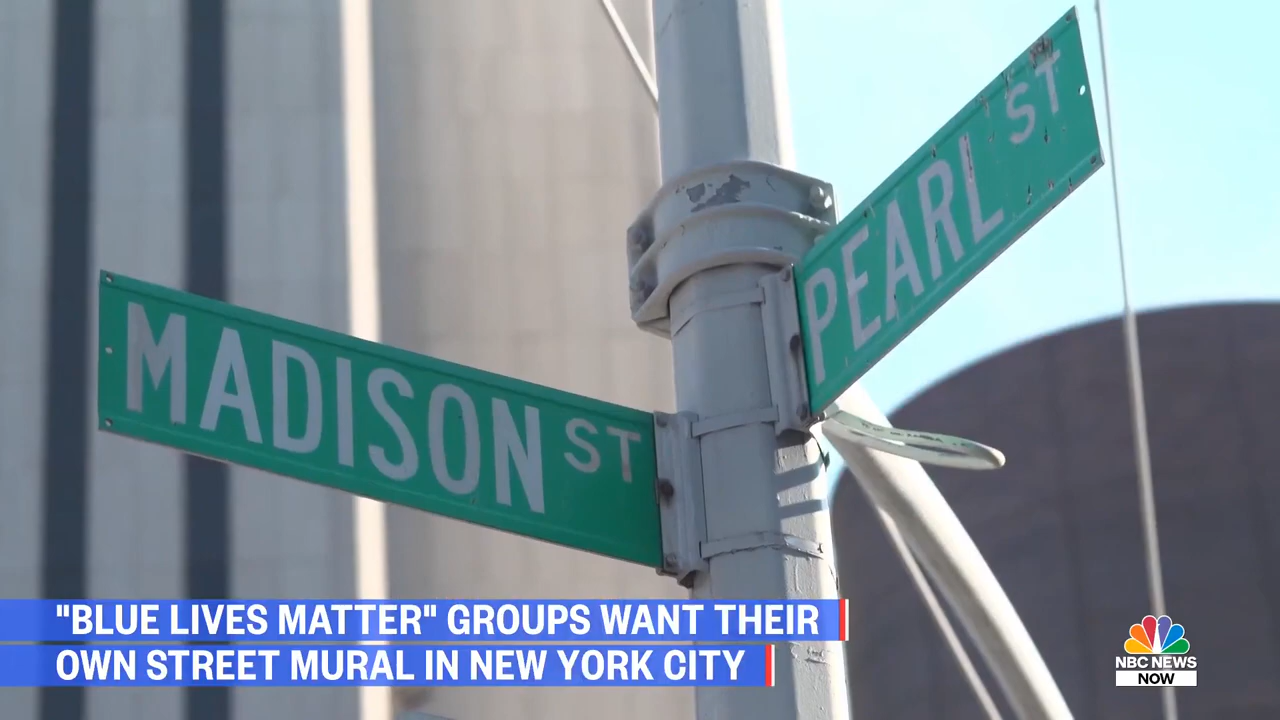 MADISON ST
PEARL ST
"BLUE LIVES MATTER" GROUPS WANT THEIR
OWN STREET MURAL IN NEW YORK CITY
NBC NEWS
NOW